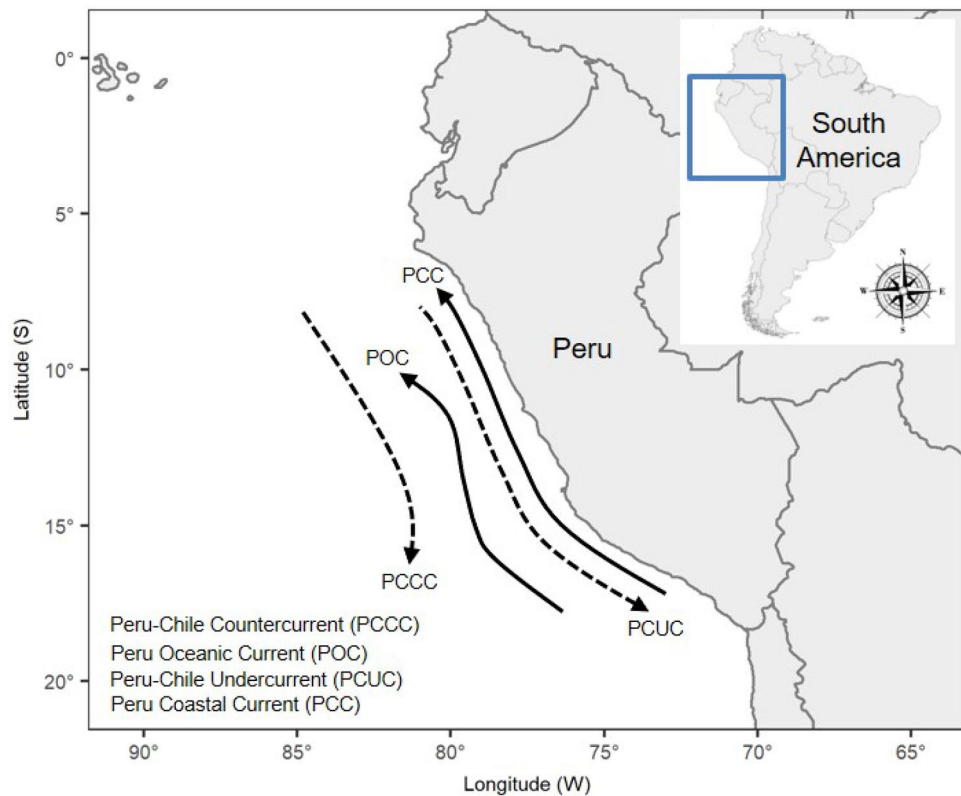 0°
5°
10°
15°
20°
Latitude (S)
South
America
N
W
E
S
PCC
POC
Peru
PCCC
PCUC
Peru-Chile Countercurrent (PCCC)
Peru Oceanic Current (POC)
Peru-Chile Undercurrent (PCUC)
Peru Coastal Current (PCC)
90°
85°
80°
75°
70°
65°
Longitude (W)